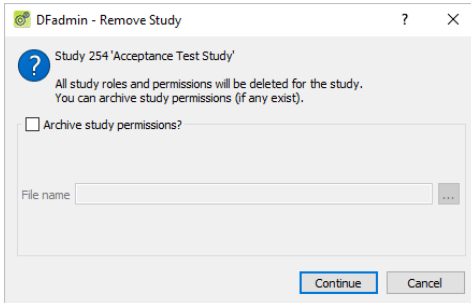 DFadmin - Remove Study
Study 254 'Acceptance Test Study'
All study roles and permissions will be deleted for the study.
You can archive study permissions (if any exist).
Archive study permissions?
File name
...
Continue Cancel